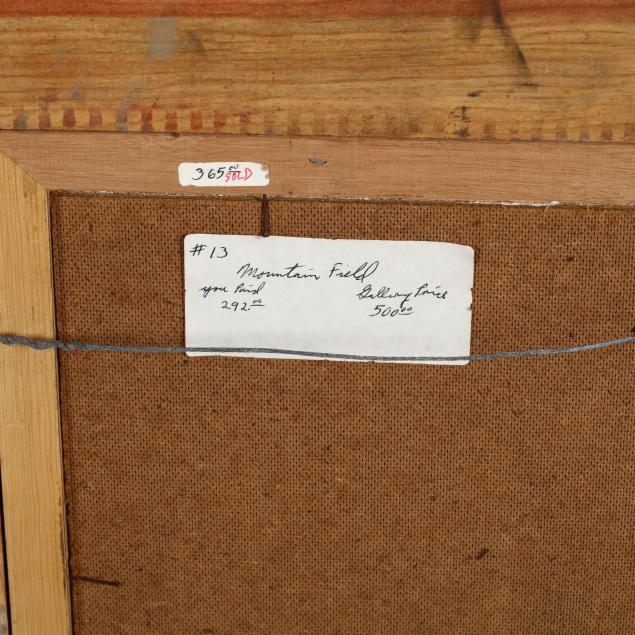 365.00 SOLD
#13
Mountain Field
you Paid Gallery Price
292.00 500.00